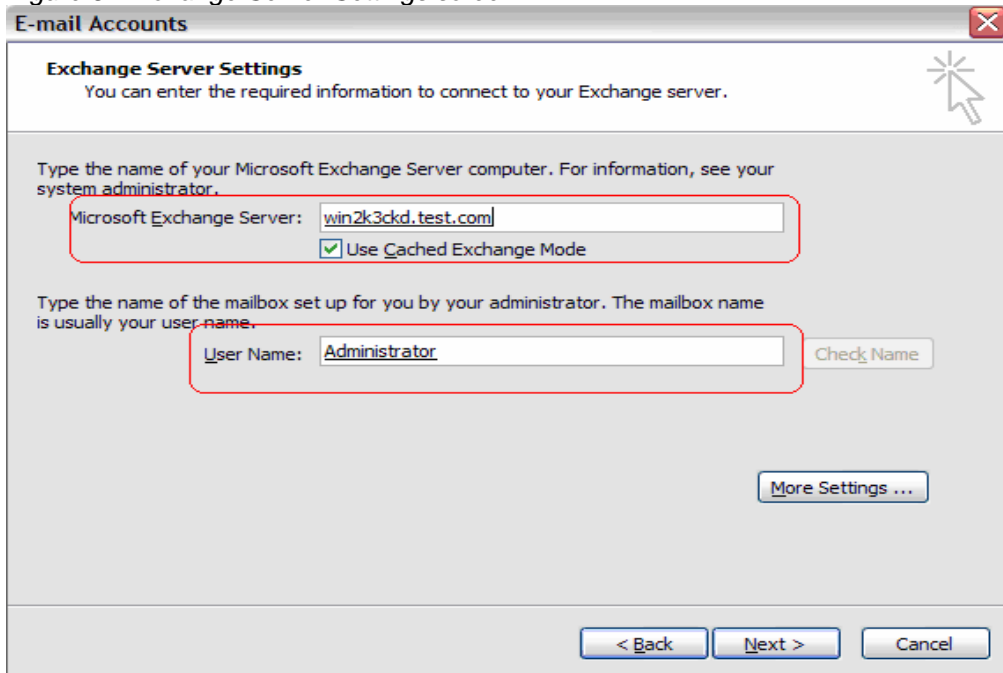 E-mail Accounts
Exchange Server Settings
You can enter the required information to connect to your Exchange server.
Type the name of your Microsoft Exchange Server computer. For information, see your
system administrator.
Microsoft Exchange Server: win2k3ckd.test.com
Use Cached Exchange Mode
Type the name of the mailbox set up for you by your administrator. The mailbox name
is usually your user name.
User Name: Administrator Check Name
More Settings ...
< Back Next > Cancel